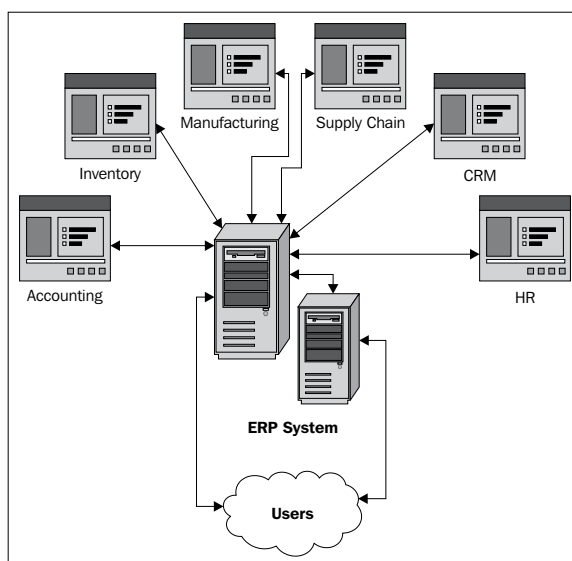 Manufacturing
Supply Chain
Inventory
CRM
Accounting
HR
ERP System
Users